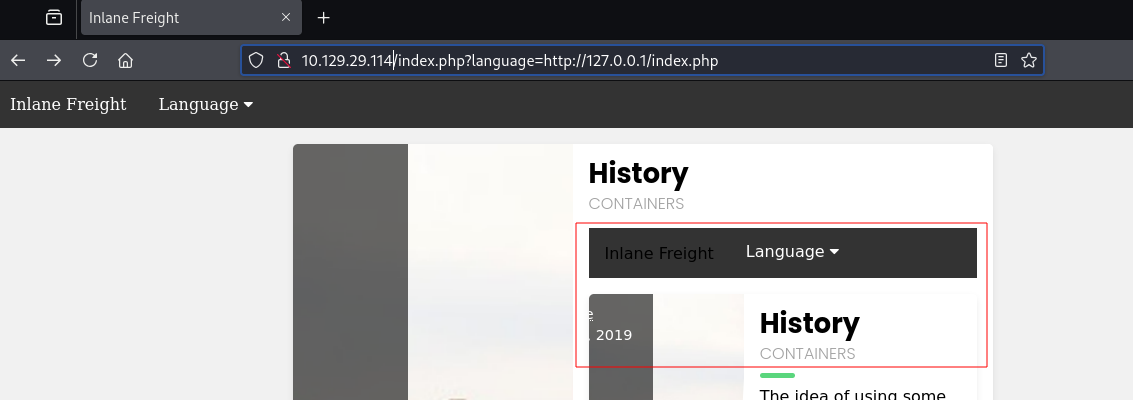 Inlane Freight
10.129.29.114/index.php?language=http://127.0.0.1/index.php
Inlane Freight Language
History
CONTAINERS
Inlane Freight Language
2019
History
CONTAINERS
The idea of using some